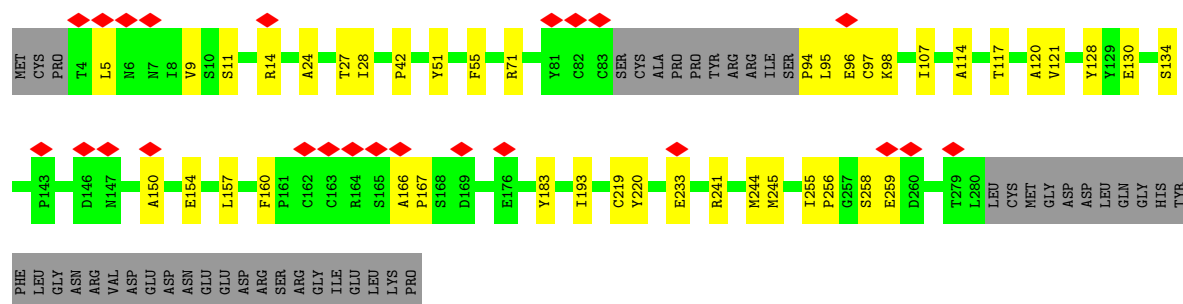 MET CYS PRO T4 L5 N6 N7 I8 V9 S10 S11 R14 A24 T27 I28 P42 Y51 F55 R71 Y81 C82 C83 SER CYS ALA PRO PRO TYR ARG ARG ILE SER P94 L95 E96 C97 K98 I107 A114 T117 A120 V121 Y128 Y129 E130 S134
P143 D146 N147 A150 E154 L157 F160 P161 C162 C163 R164 S165 A166 P167 S168 D169 E176 Y183 I193 C219 Y220 E233 R241 M244 M245 I255 P256 G257 S258 E259 D260 T279 L280 LEU CYS MET GLY ASP ASP LEU GLN GLY HIS TYR
PHE LEU GLY ASN ARG VAL ASP GLU ASP ASN GLU GLU ASP ARG SER ARG GLY ILE GLU LEU LYS PRO